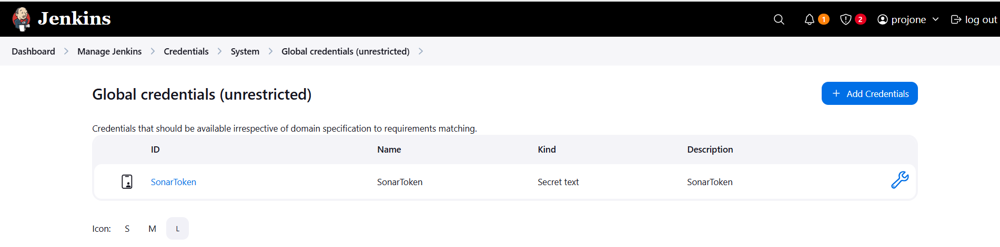 Jenkins 1 2 projone log out
Dashboard Manage Jenkins Credentials System Global credentials (unrestricted)
Global credentials (unrestricted) Add Credentials
Credentials that should be available irrespective of domain specification to requirements matching.
ID Name Kind Description
SonarToken SonarToken Secret text SonarToken
Icon: S M L